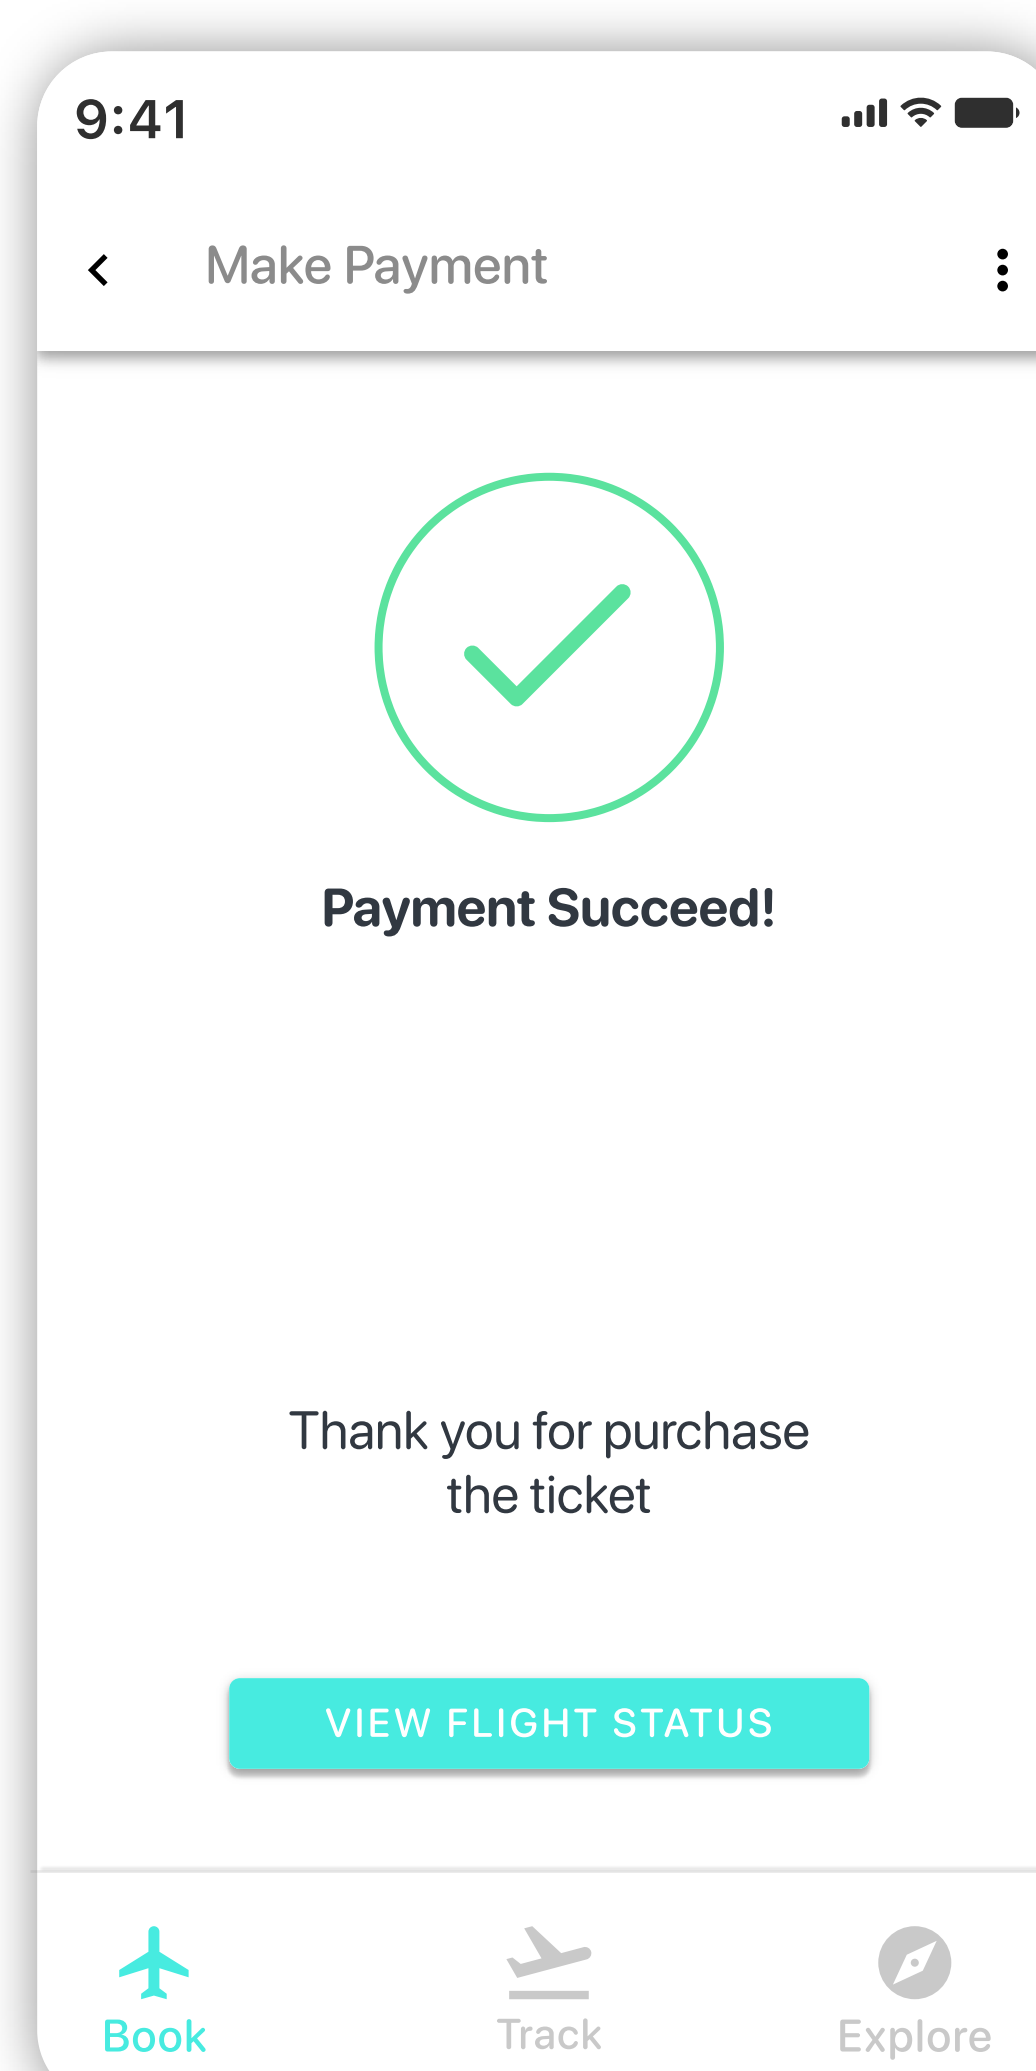 9:41
Make Payment
Payment Succeed!
Thank you for purchase
the ticket
VIEW FLIGHT STATUS
Book
Track
Explore